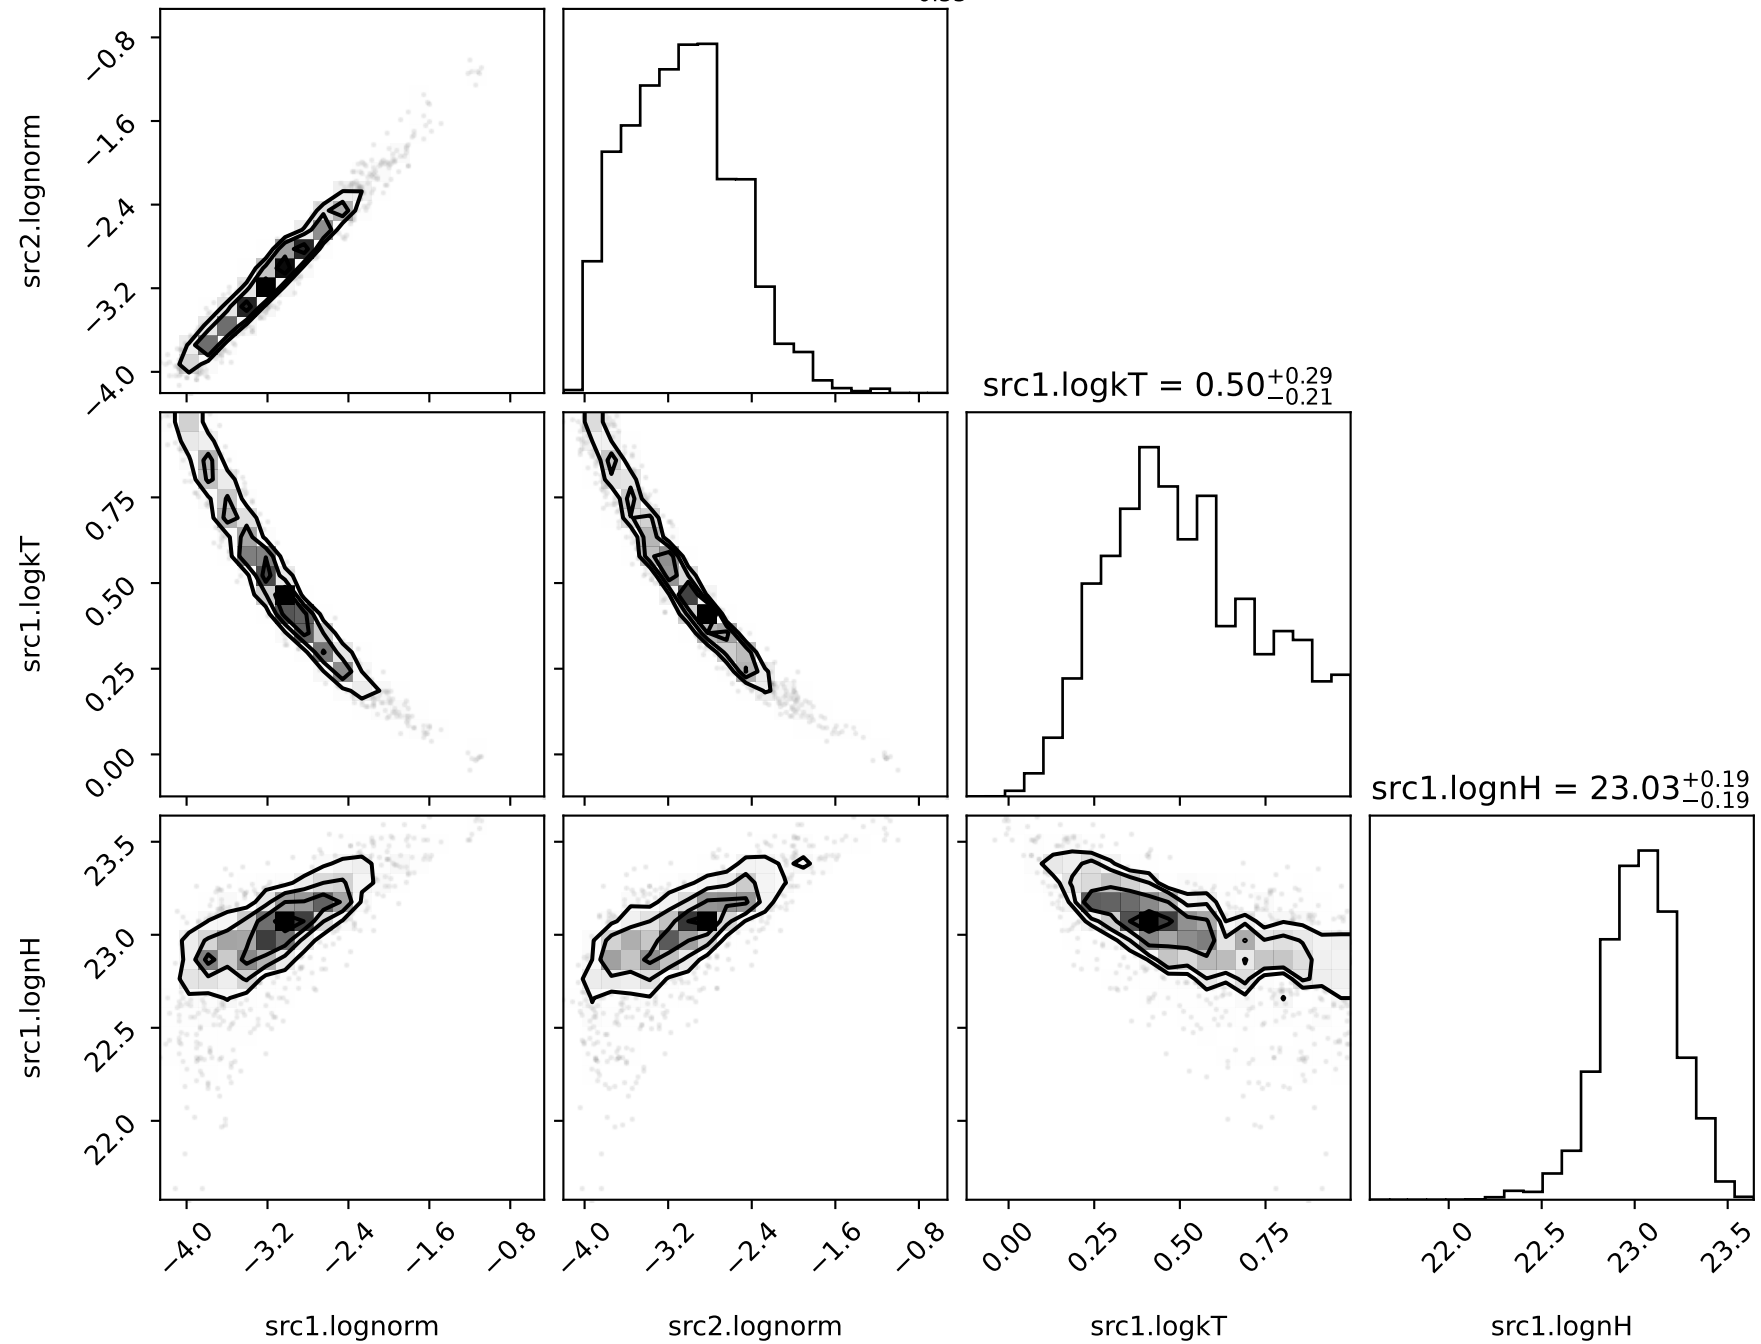 −0.8
−1.6
−2.4
−3.2
−4.0
src2.lognorm
src1.logkT = 0.50 +0.29 −0.21
0.75
0.50
0.25
0.00
src1.logkT
src1.lognH = 23.03 +0.19 −0.19
23.5
23.0
22.5
22.0
src1.lognH
−4.0 −3.2 −2.4 −1.6 −0.8 −4.0 −3.2 −2.4 −1.6 −0.8 0.00 0.25 0.50 0.75 22.0 22.5 23.0 23.5
src1.lognorm src2.lognorm src1.logkT src1.lognH